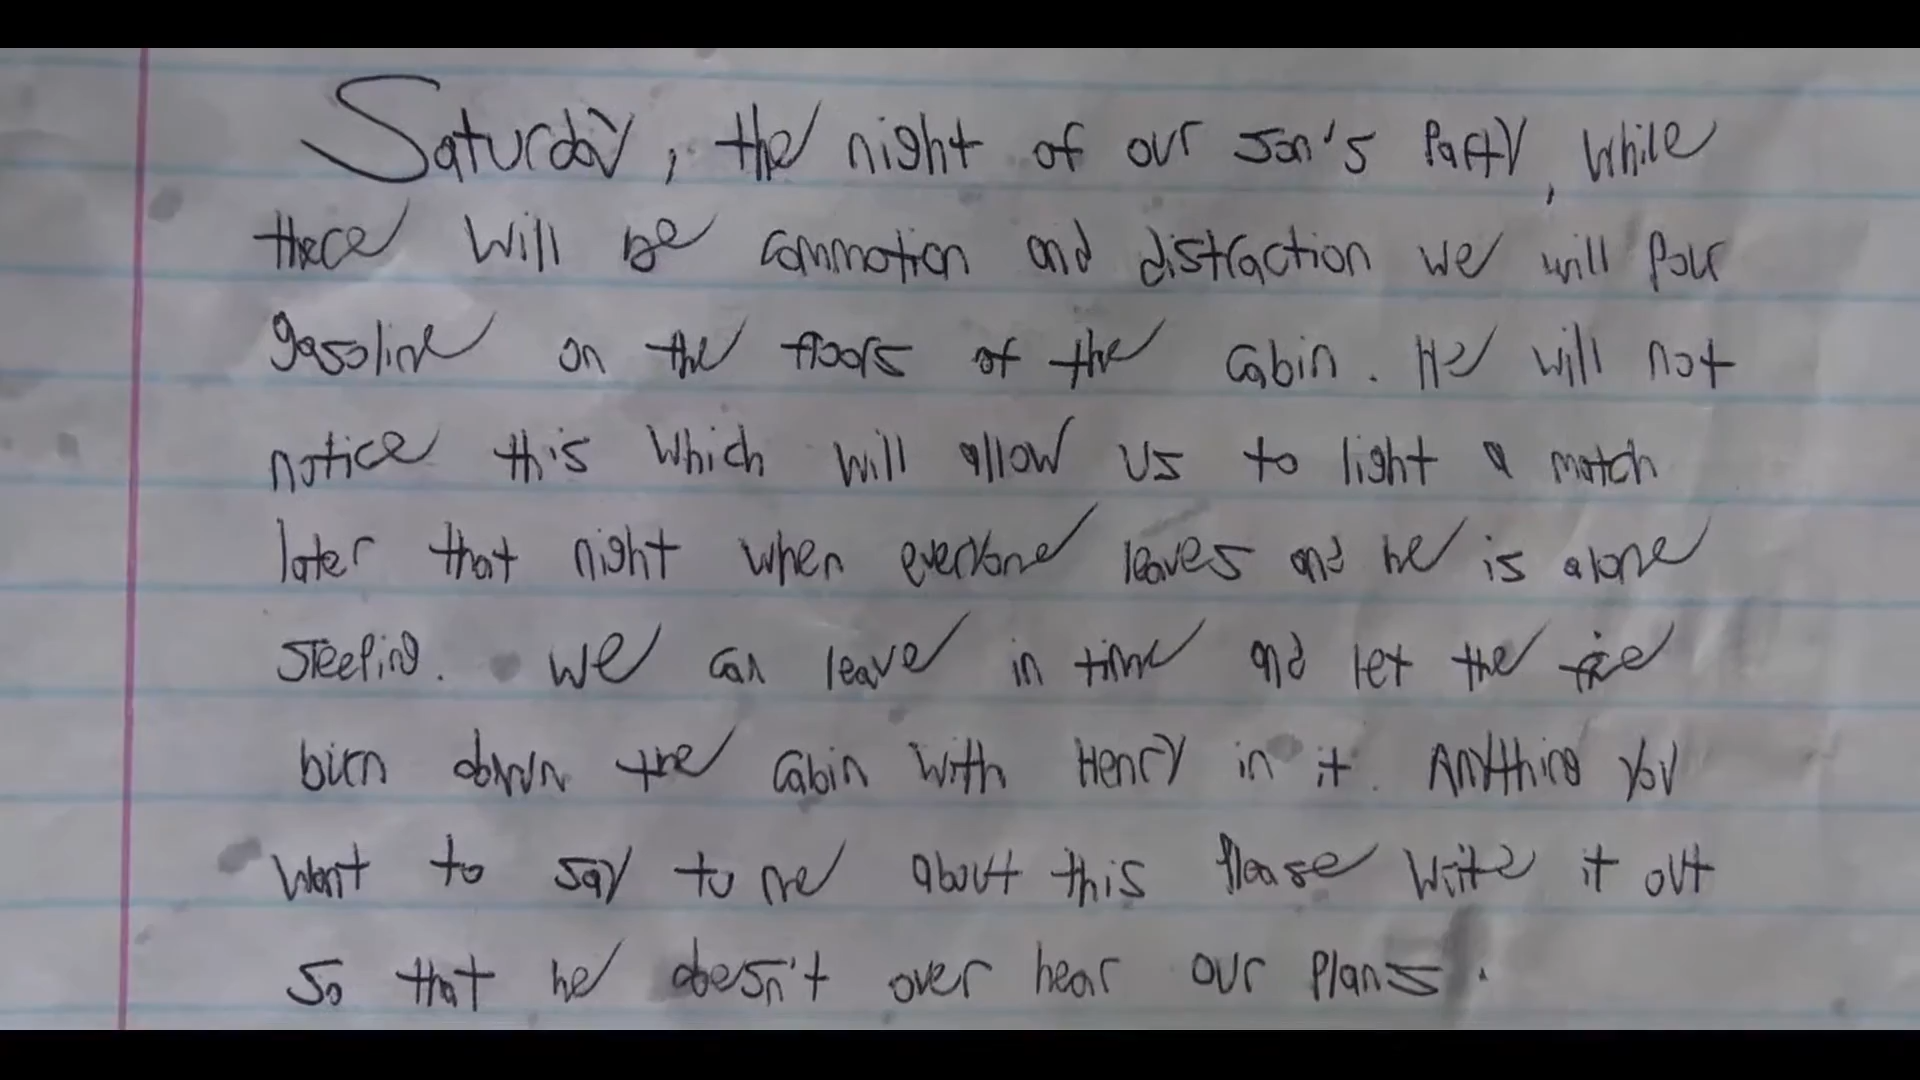 Saturday, the night of our son's Party, while
there will be commotion and distraction we will pour
gasoline on the floors of the cabin. He will not
notice this which will allow us to light a match
later that night when everyone leaves and he is alone
sleeping. We can leave in time and let the fire
burn down the cabin with Henry in it. Anything you
want to say to me about this please write it out
so that he doesn't over hear our plans.